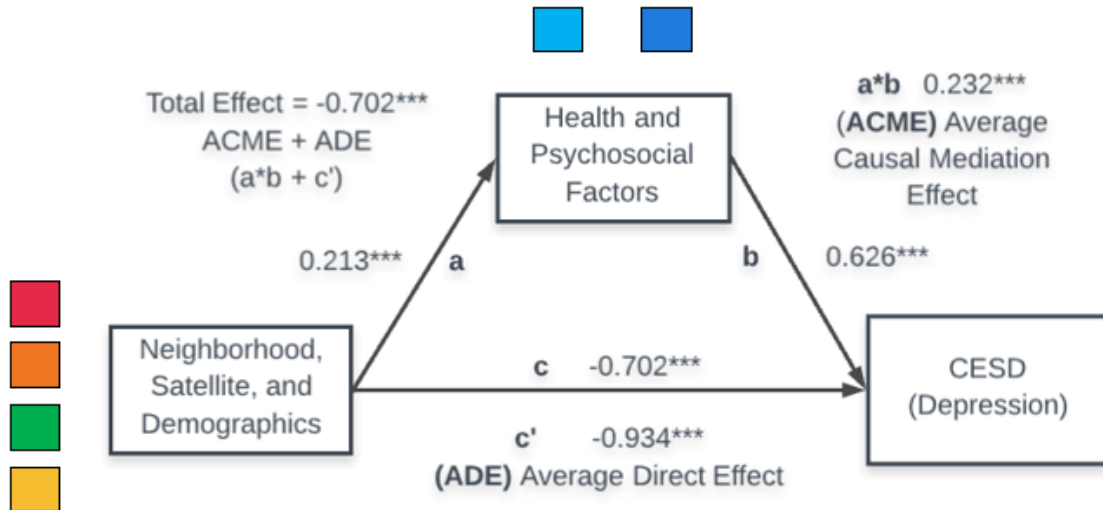 Total Effect = -0.702***
ACME + ADE
(a*b + c')
Health and
Psychosocial
Factors
a*b 0.232***
(ACME) Average
Causal Mediation
Effect
0.213*** a
b 0.626***
Neighborhood,
Satellite, and
Demographics
c -0.702***
c' -0.934***
(ADE) Average Direct Effect
CESD
(Depression)